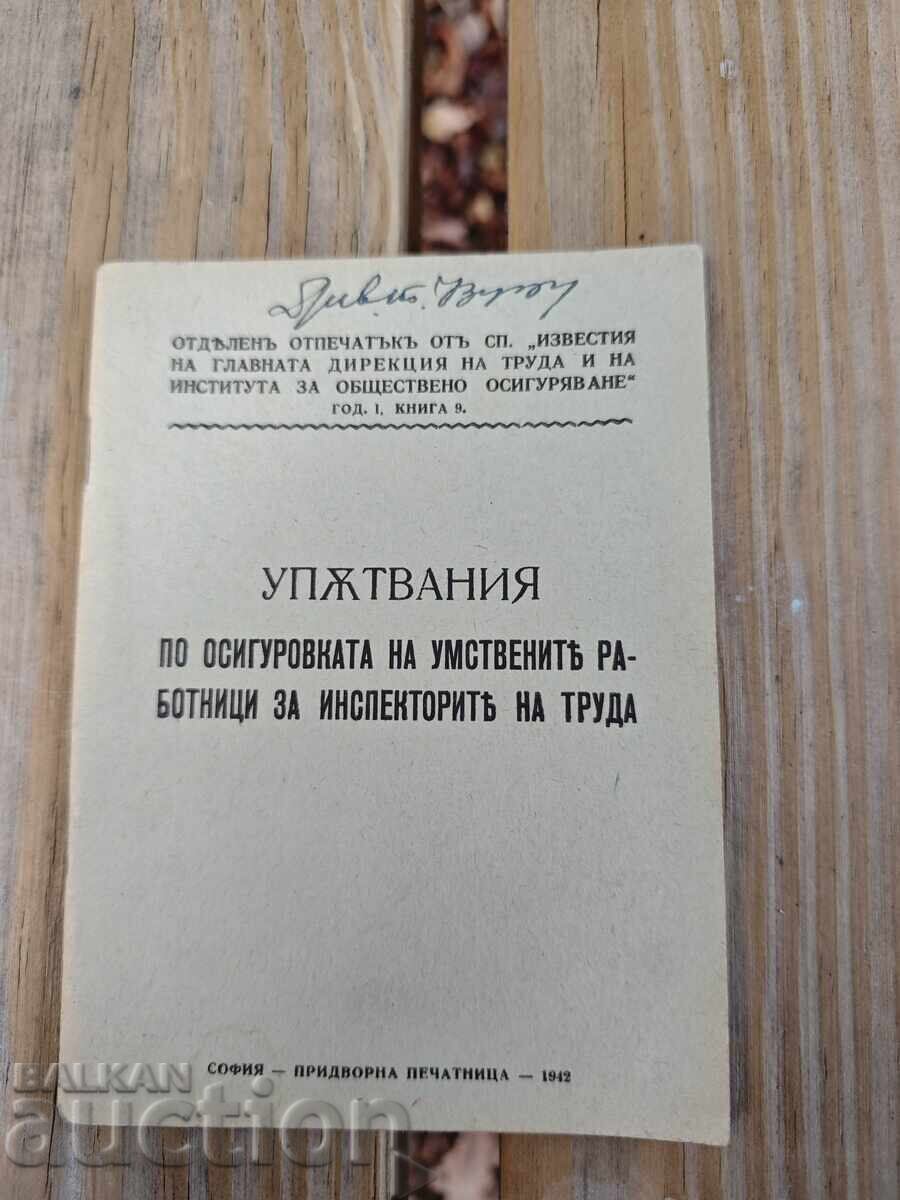 ОТДѢЛЕНЪ ОТПЕЧАТЪКЪ ОТЪ СП. „ИЗВЕСТИЯ
НА ГЛАВНАТА ДИРЕКЦИЯ НА ТРУДА И НА
ИНСТИТУТА ЗА ОБЩЕСТВЕНО ОСИГУРЯВАНЕ“
ГОД. I, КНИГА 9.
УПѪТВАНИЯ
ПО ОСИГУРОВКАТА НА УМСТВЕНИТѢ РА-
БОТНИЦИ ЗА ИНСПЕКТОРИТѢ НА ТРУДА
СОФИЯ — ПРИДВОРНА ПЕЧАТНИЦА — 1942
BALKAN
auction